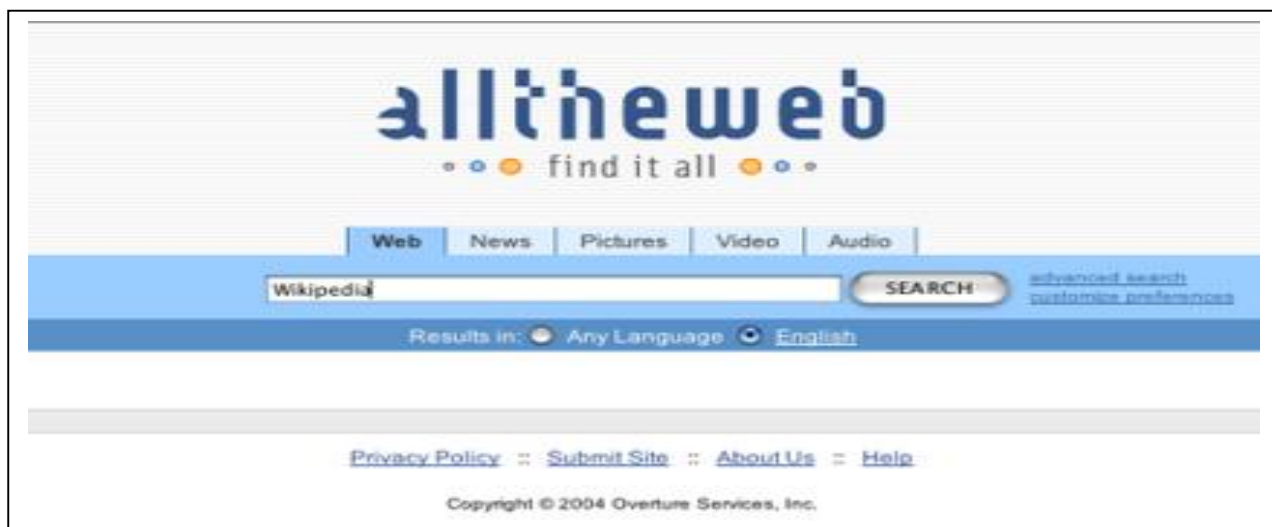 alltheweb
find it all
Web News Pictures Video Audio
Wikipedia SEARCH advanced search
customize preferences
Results in: Any Language English
Privacy Policy :: Submit Site :: About Us :: Help
Copyright © 2004 Overture Services, Inc.